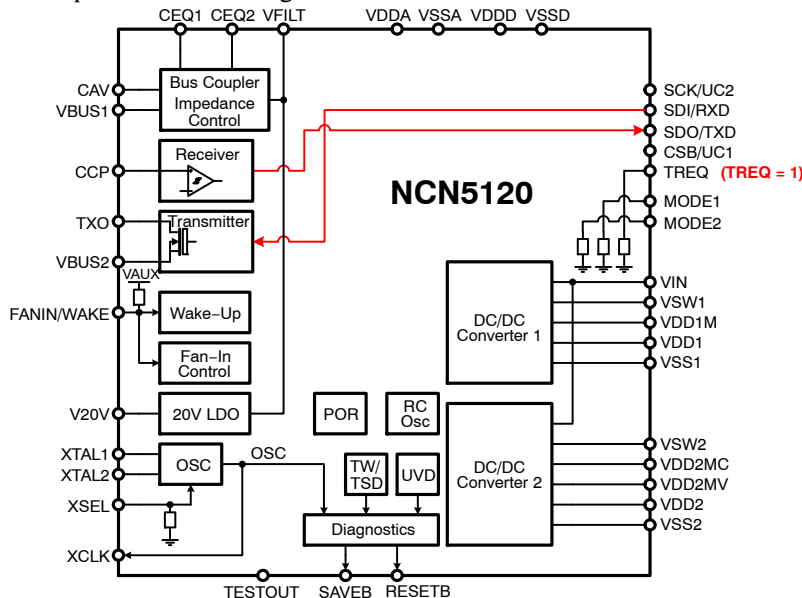 CEQ1 CEQ2 VFILT VDDA VSSA VDDD VSSD
CAV
VBUS1
Bus Coupler
Impedance
Control
CCP
Receiver
TXO
VBUS2
Transmitter
VAUX
FANIN/WAKE
Wake-Up
Fan-In
Control
V20V
20V LDO
XTAL1
XTAL2
OSC
OSC
XSEL
XCLK
NCN5120
POR
RC
Osc
TW/
TSD
UVD
Diagnostics
DC/DC
Converter 1
DC/DC
Converter 2
SCK/UC2
SDI/RXD
SDO/TXD
CSB/UC1
TREQ (TREQ = 1)
MODE1
MODE2
VIN
VSW1
VDD1M
VDD1
VSS1
VSW2
VDD2MC
VDD2MV
VDD2
VSS2
TESTOUT SAVEB RESETB